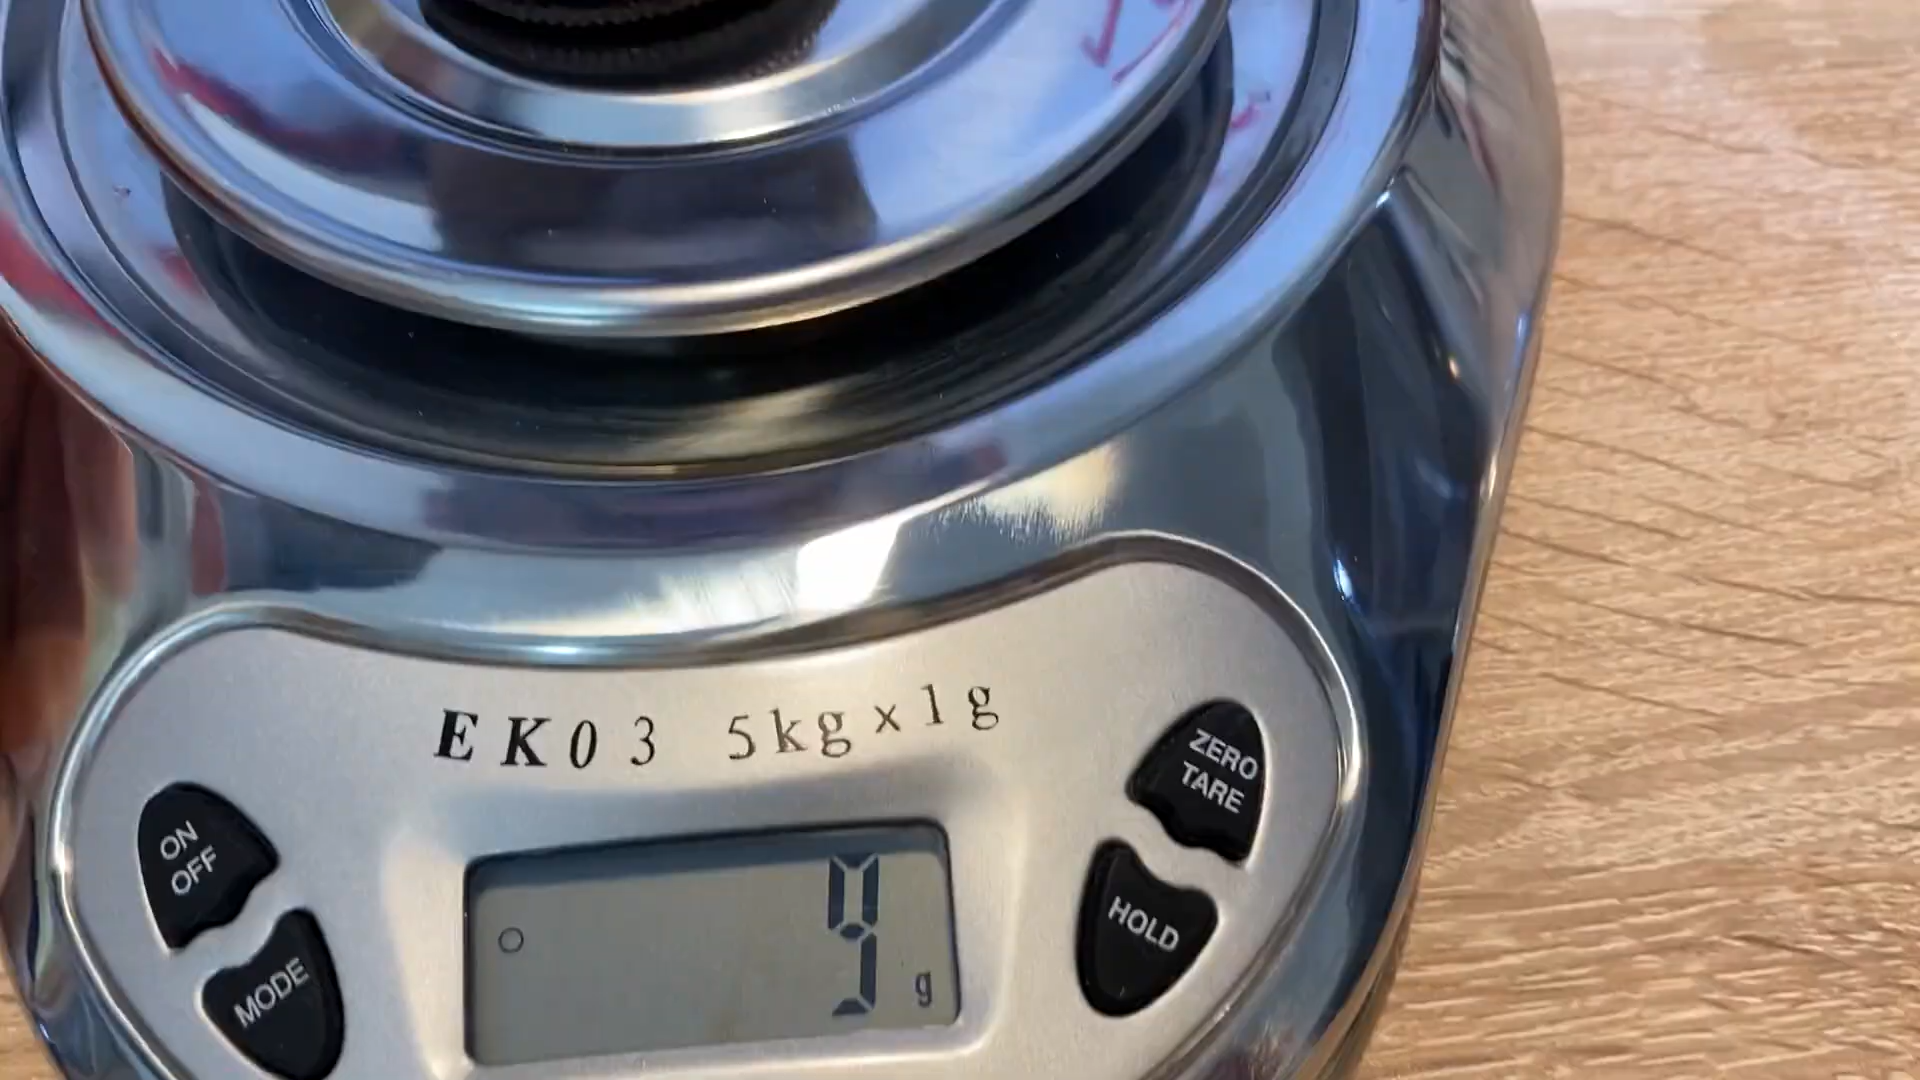 EK03 5kg x 1g
ZERO
TARE
ON
OFF
HOLD
MODE
9 g